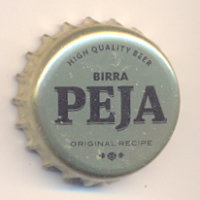 HIGH QUALITY BEER
BIRRA
PEJA
ORIGINAL RECIPE